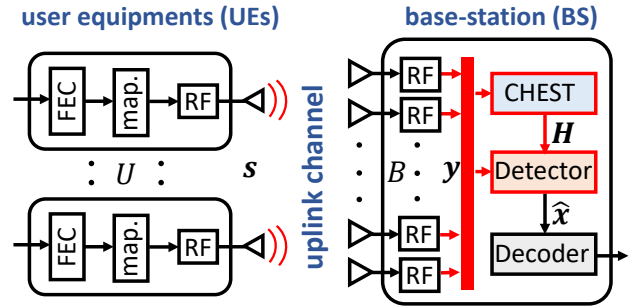 user equipments (UEs)
FEC
map.
RF
U
s
FEC
map.
RF
uplink channel
base-station (BS)
RF
RF
B
RF
RF
y
CHEST
H
Detector
x̂
Decoder